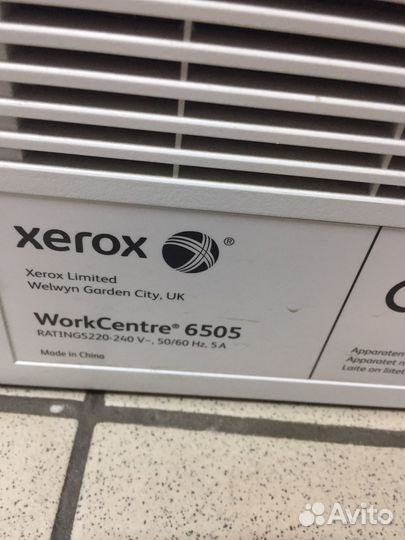 xerox ®
Xerox Limited
Welwyn Garden City, UK
WorkCentre® 6505
RATINGS220-240 V~, 50/60 Hz, 5A
Made in China
Apparaten
Apparatet m
Laite on liitet
Avito